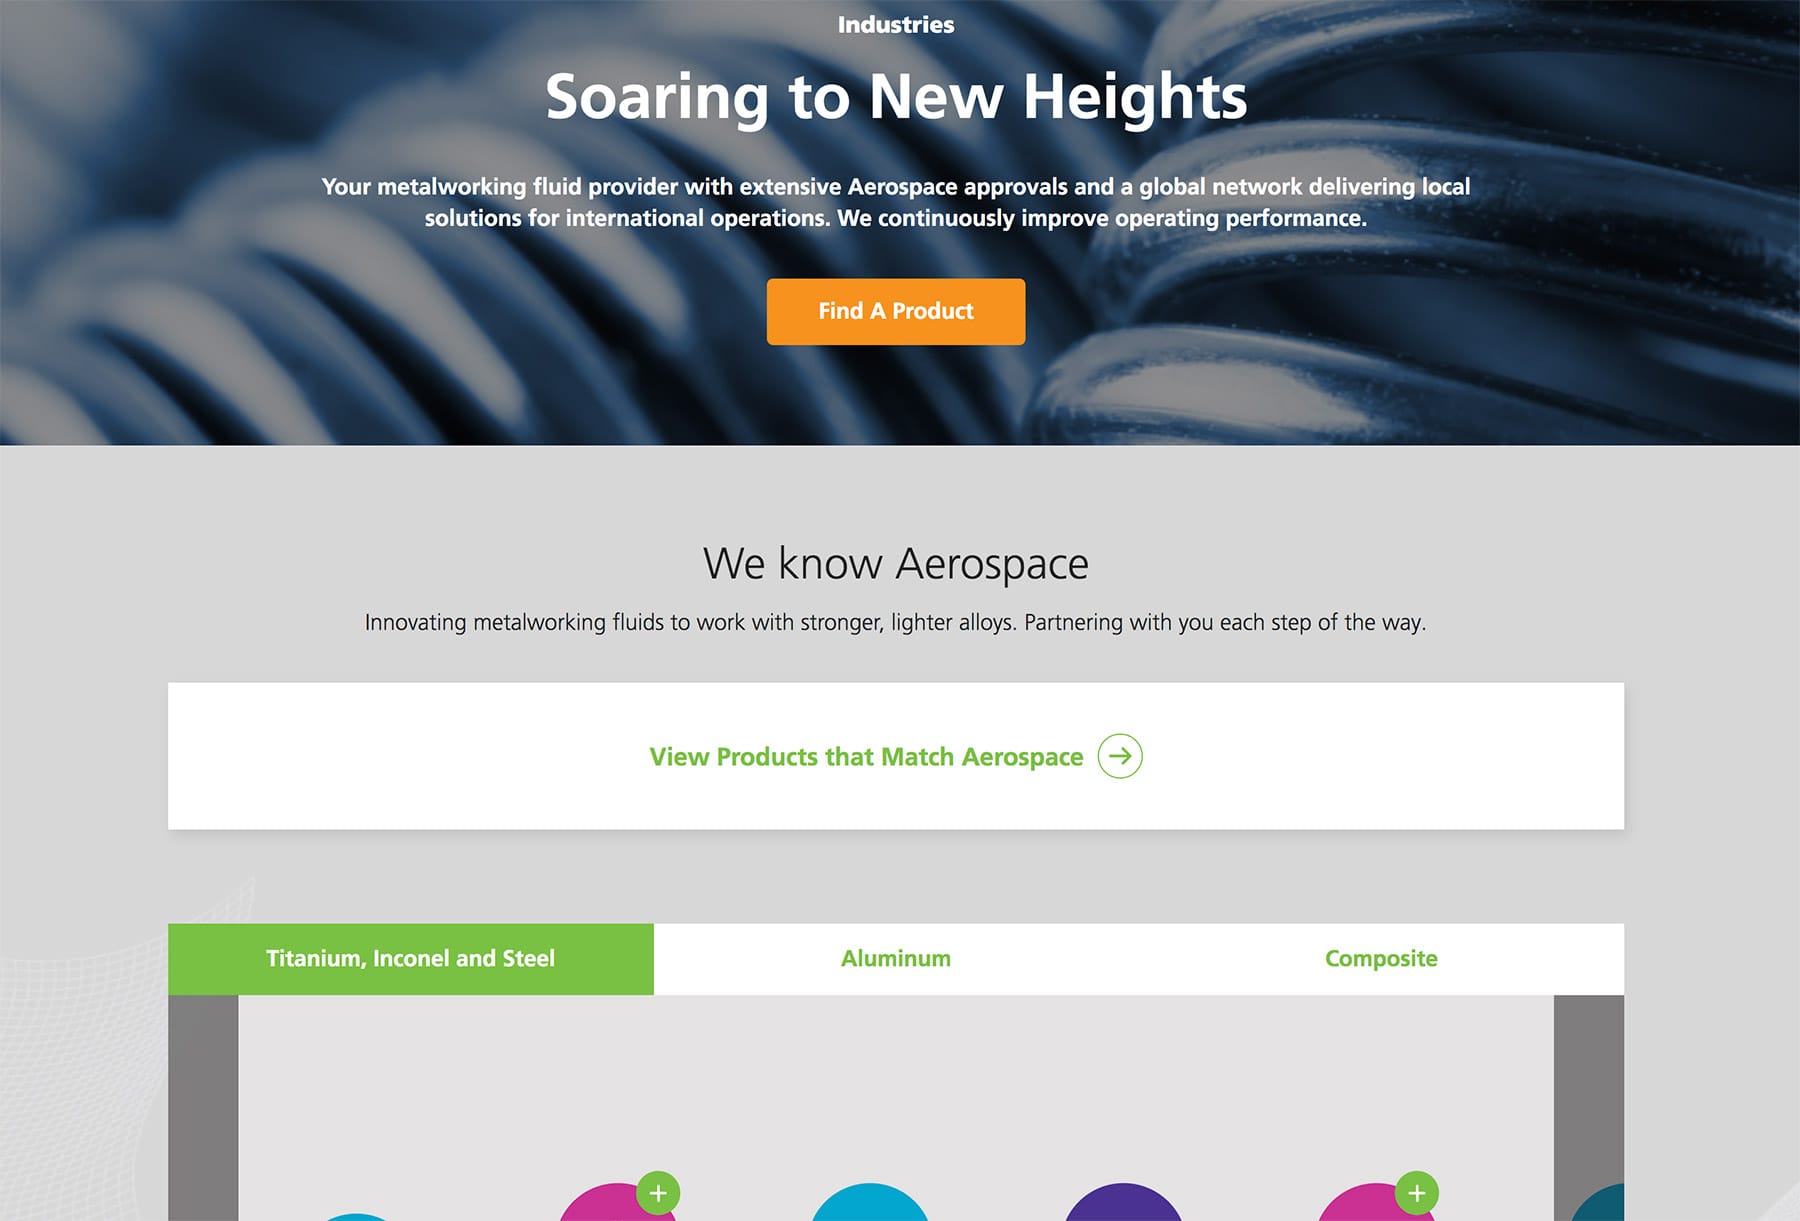 Industries
Soaring to New Heights
Your metalworking fluid provider with extensive Aerospace approvals and a global network delivering local
solutions for international operations. We continuously improve operating performance.
Find A Product
We know Aerospace
Innovating metalworking fluids to work with stronger, lighter alloys. Partnering with you each step of the way.
View Products that Match Aerospace
Titanium, Inconel and Steel
Aluminum
Composite